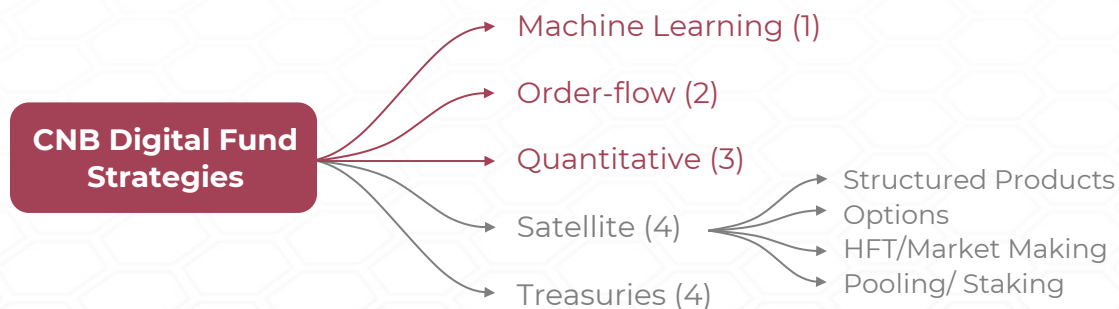 CNB Digital Fund
Strategies
Machine Learning (1)
Order-flow (2)
Quantitative (3)
Satellite (4)
Treasuries (4)
Structured Products
Options
HFT/Market Making
Pooling/ Staking